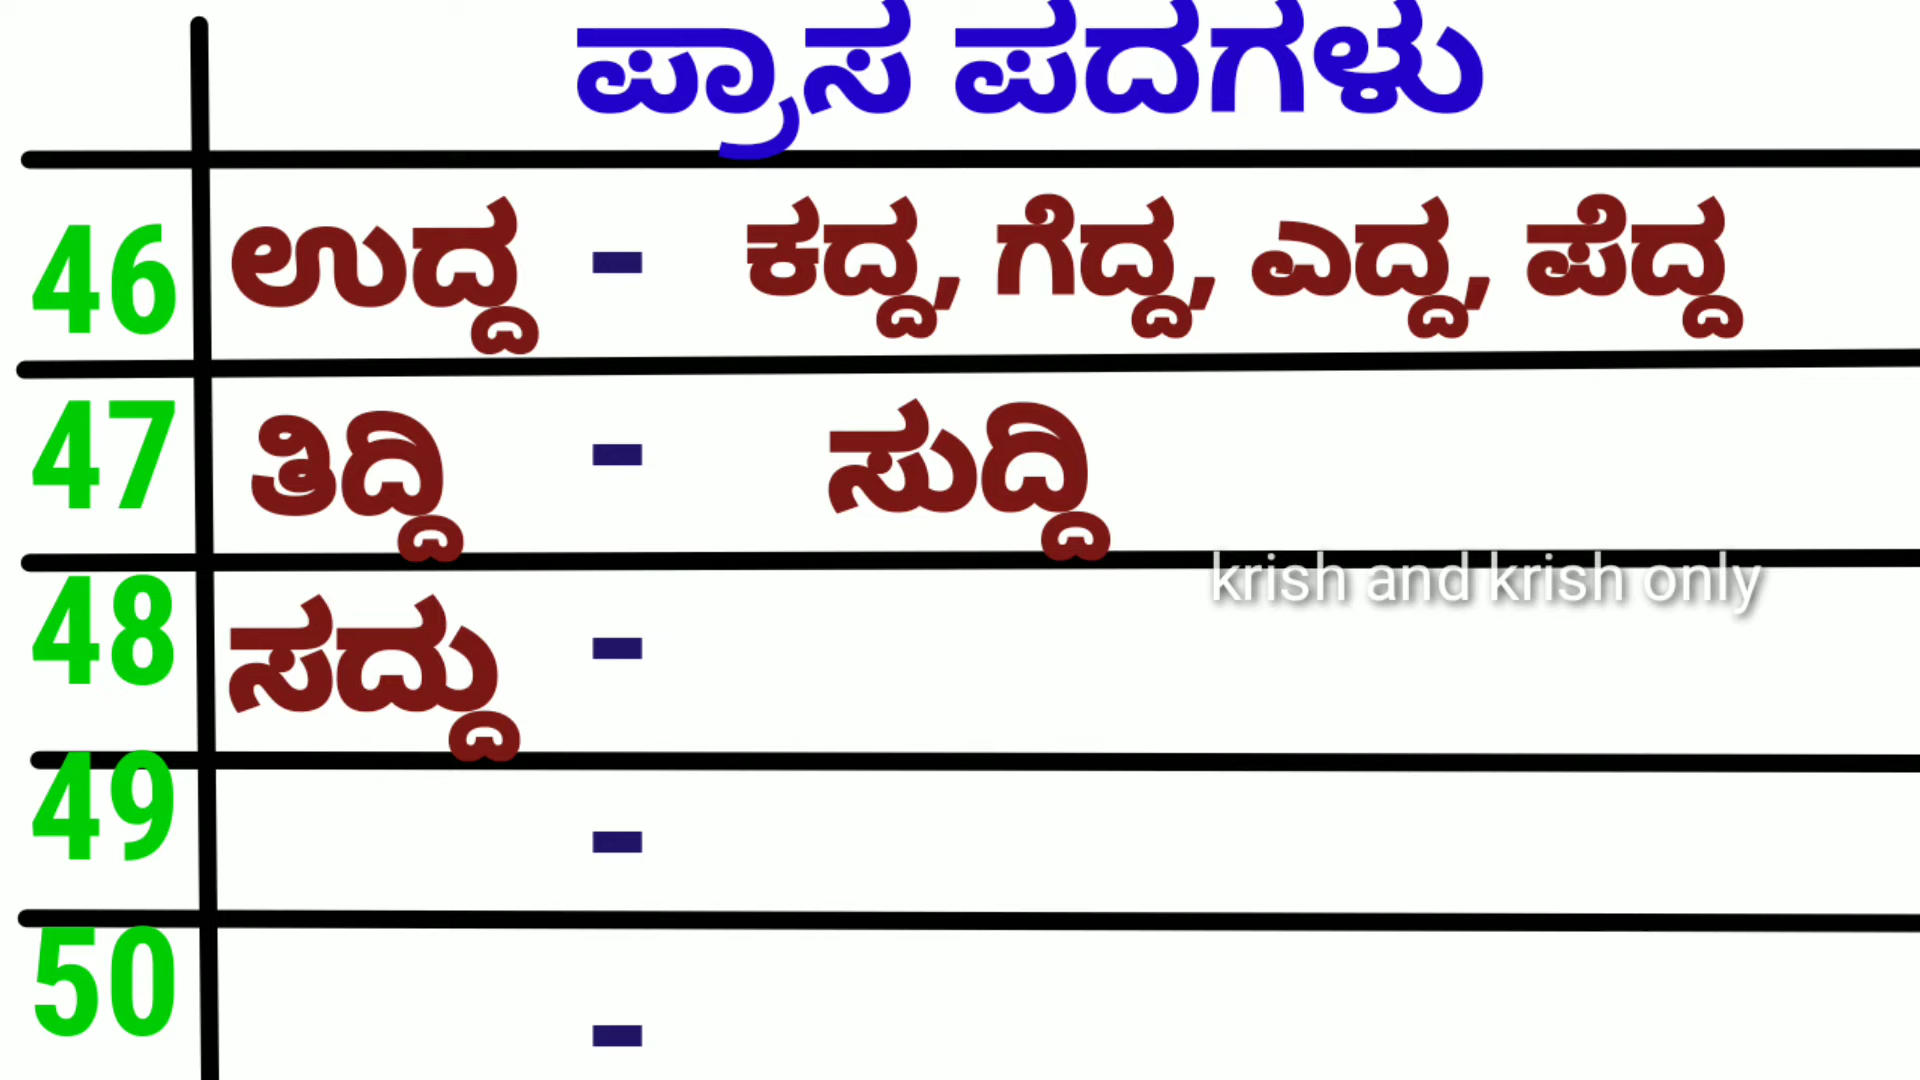 ಪ್ರಾಸ ಪದಗಳು
46 ಉದ್ದ - ಕದ್ದ, ಗೆದ್ದ, ಎದ್ದ, ಪೆದ್ದ
47 ತಿದ್ದಿ - ಸುದ್ದಿ
krish and krish only
48 ಸದ್ದು -
49 -
50 -